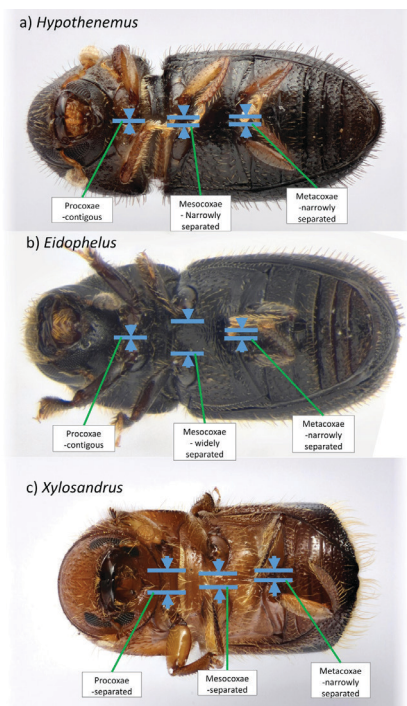 a) Hypothenemus
Procoxae
-contigous
Mesocoxae
- Narrowly
separated
Metacoxae
-narrowly
separated
b) Eidophelus
Procoxae
-contigous
Mesocoxae
- widely
separated
Metacoxae
-narrowly
separated
c) Xylosandrus
Procoxae
-separated
Mesocoxae
-separated
Metacoxae
-narrowly
separated